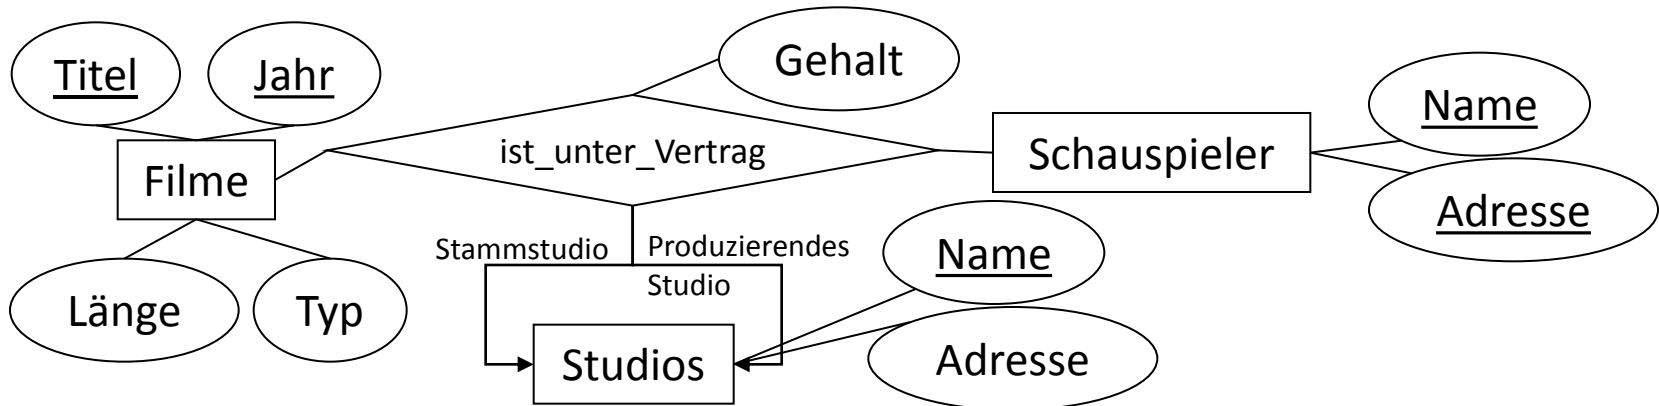 Titel
Jahr
Gehalt
Name
Filme
ist_unter_Vertrag
Schauspieler
Adresse
Stammstudio
Produzierendes
Studio
Name
Länge
Typ
Studios
Adresse